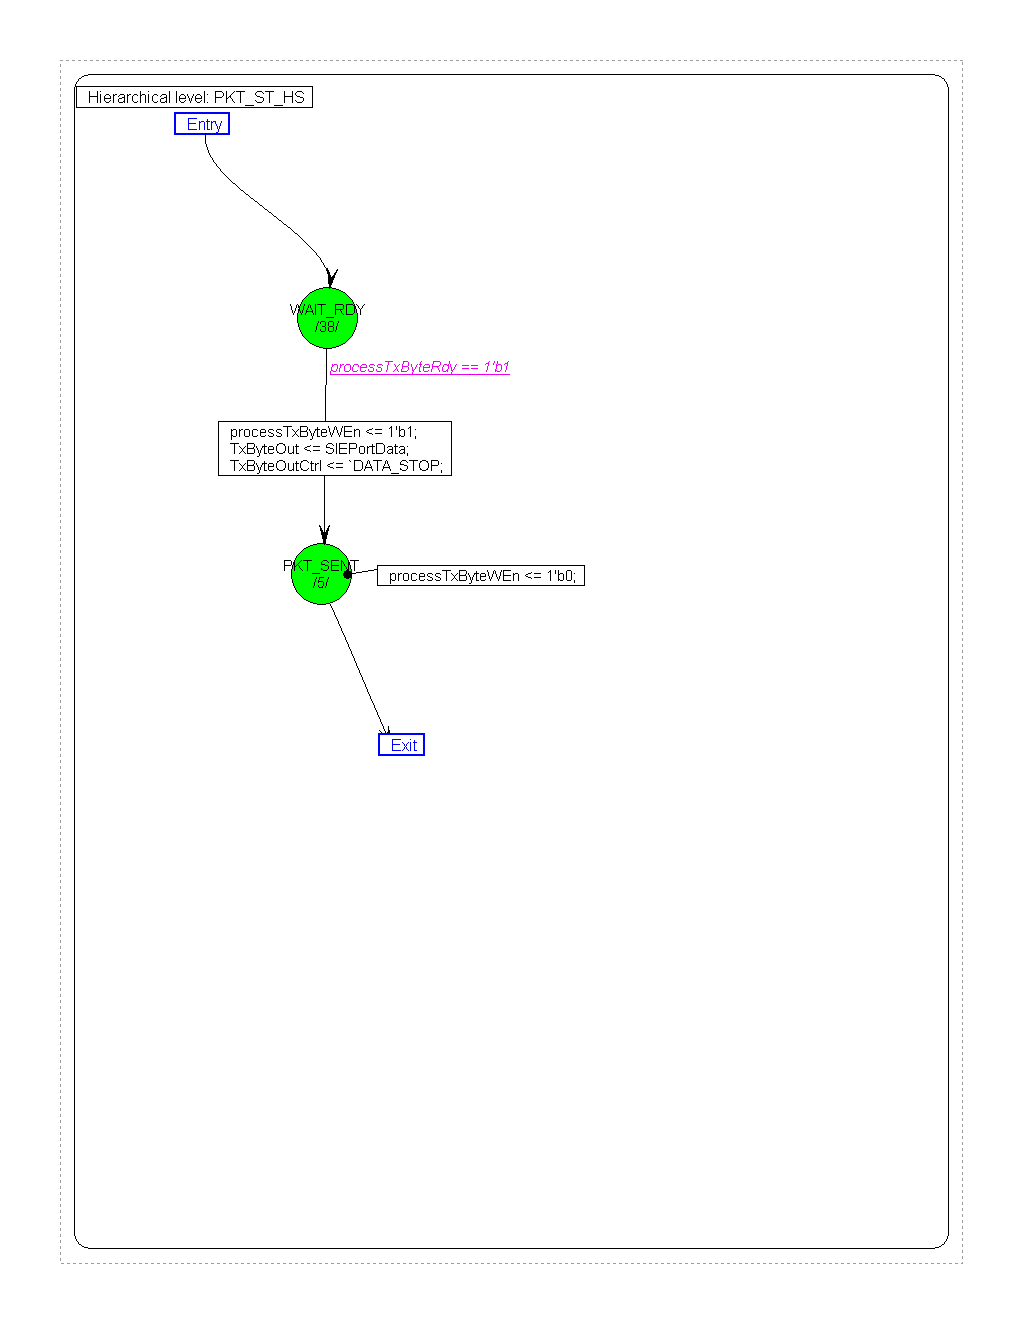 Hierarchical level: PKT_ST_HS
Entry
WAIT_RDY
/38/
processTxByteRdy == 1'b1
processTxByteWEn <= 1'b1;
TxByteOut <= SIEPortData;
TxByteOutCtrl <= `DATA_STOP;
PKT_SENT
/5/
processTxByteWEn <= 1'b0;
Exit